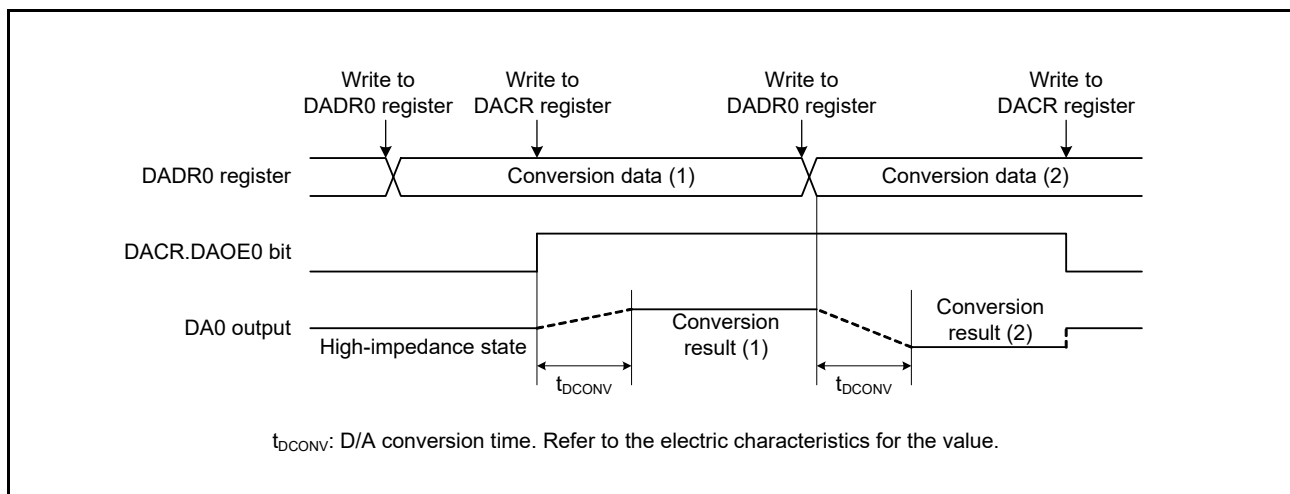 Write to
DADR0 register
Write to
DACR register
Write to
DADR0 register
Write to
DACR register
DADR0 register
Conversion data (1)
Conversion data (2)
DACR.DAOE0 bit
DA0 output
High-impedance state
Conversion
result (1)
Conversion
result (2)
tDCONV
tDCONV
tDCONV: D/A conversion time. Refer to the electric characteristics for the value.